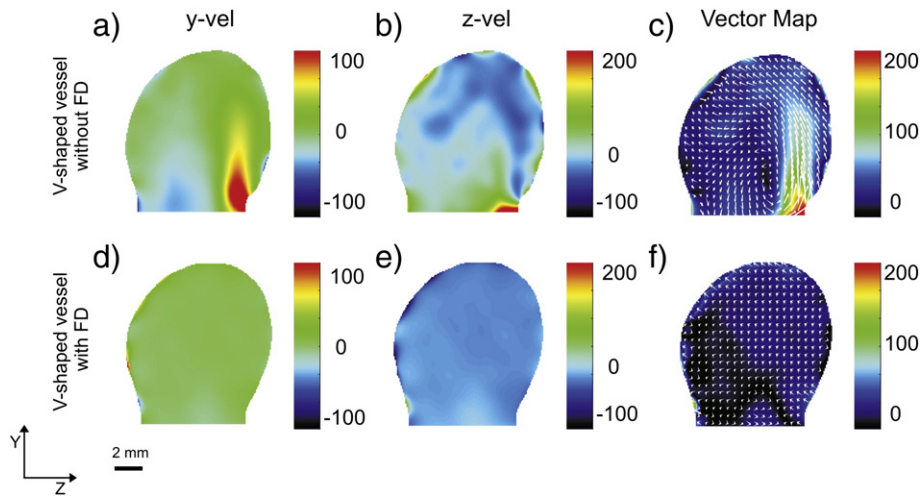 a) y-vel b) z-vel c) Vector Map
V-shaped vessel
without FD
100 200 200
0 100 100
-100 0 0
-100
d) e) f)
V-shaped vessel
with FD
100 200 200
0 100 100
-100 0 0
-100
Y
Z
2 mm